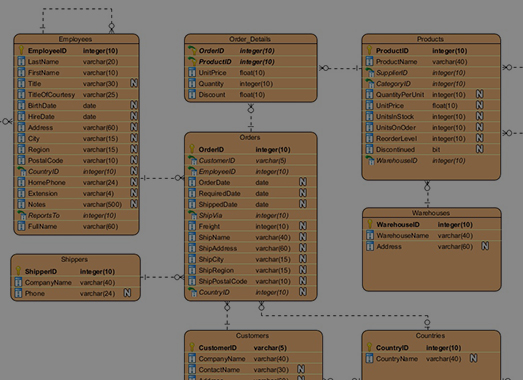 Employees
EmployeeID integer(10)
LastName varchar(20)
FirstName varchar(10)
Title varchar(30) N
TitleOfCourtesy varchar(25)
BirthDate date N
HireDate date N
Address varchar(60) N
City varchar(15) N
Region varchar(15) N
PostalCode varchar(10) N
CountryID integer(10) N
HomePhone varchar(24) N
Extension varchar(4) N
Notes varchar(500) N
ReportsTo integer(10)
FullName varchar(60)
Shippers
ShipperID integer(10)
CompanyName varchar(40)
Phone varchar(24) N
Order_Details
OrderID integer(10)
ProductID integer(10)
UnitPrice float(10)
Quantity integer(10)
Discount float(10)
Orders
OrderID integer(10)
CustomerID varchar(5)
EmployeeID integer(10)
OrderDate date N
RequiredDate date N
ShippedDate date N
ShipVia integer(10)
Freight integer(10) N
ShipName varchar(40) N
ShipAddress varchar(60) N
ShipCity varchar(15) N
ShipRegion varchar(15) N
ShipPostalCode varchar(10) N
CountryID integer(10) N
Customers
CustomerID varchar(5)
CompanyName varchar(40)
ContactName varchar(30) N
Products
ProductID integer(10)
ProductName varchar(40)
SupplierID integer(10)
CategoryID integer(10)
QuantityPerUnit integer(10) N
UnitPrice float(10) N
UnitsInStock integer(10) N
UnitsOnOder integer(10) N
ReorderLevel integer(10) N
Discontinued bit N
WarehouseID integer(10)
Warehouses
WarehouseID integer(10)
WarehouseName varchar(40)
Address varchar(60) N
Countries
CountryID integer(10)
CountryName varchar(40) N